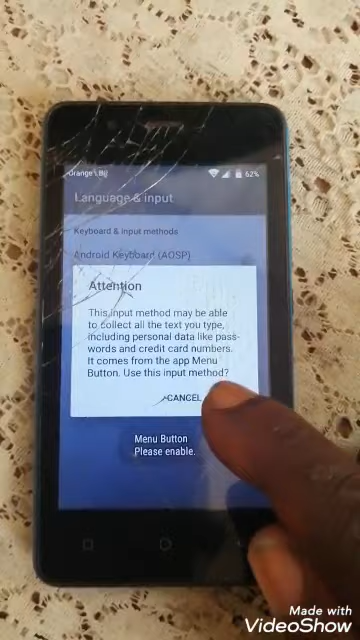 Orange
62%
Language & input
Keyboard & input methods
Android Keyboard (AOSP)
Attention
This input method may be able
to collect all the text you type,
including personal data like pass-
words and credit card numbers.
It comes from the app Menu
Button. Use this input method?
CANCEL
Menu Button
Please enable.
Made with
VideoShow